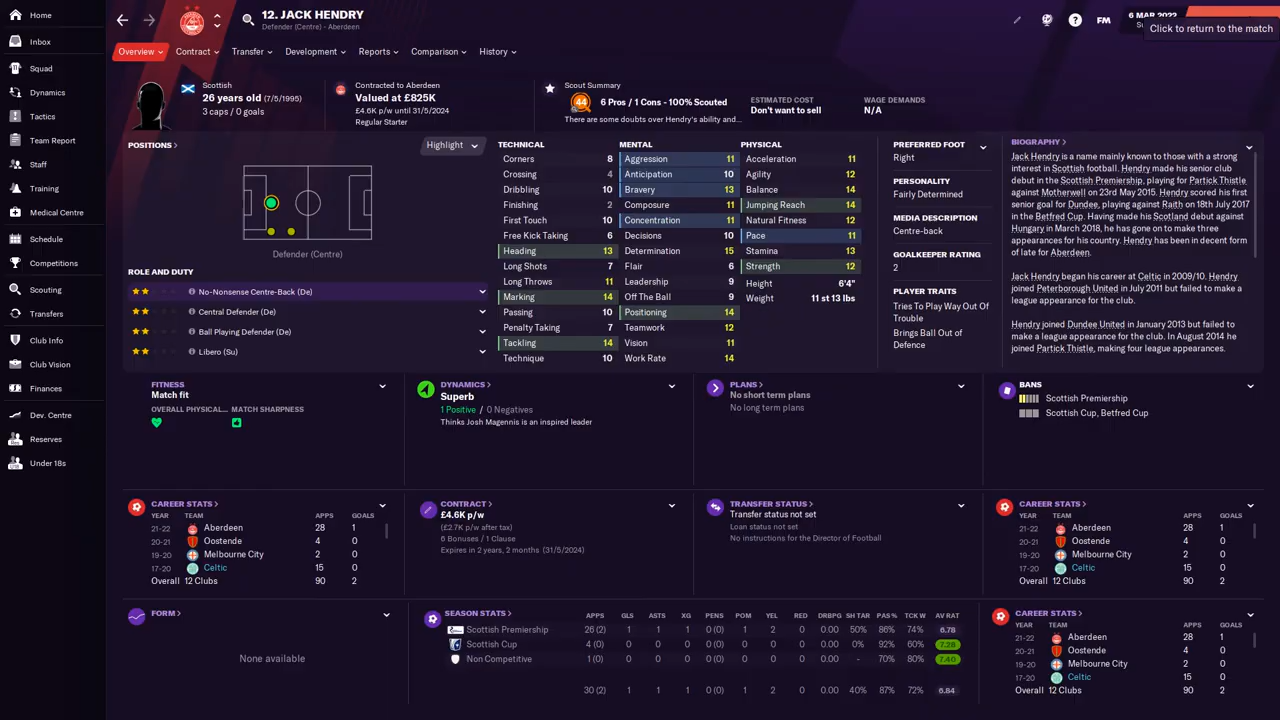 Home
Inbox
Squad
Dynamics
Tactics
Team Report
Staff
Training
Medical Centre
Schedule
Competitions
Scouting
Transfers
Club Info
Club Vision
Finances
Dev. Centre
Reserves
Under 18s
12. JACK HENDRY
Defender (Centre) - Aberdeen
FM
6 MAR 2022
Click to return to the match
Overview
Contract
Transfer
Development
Reports
Comparison
History
Scottish
26 years old (7/5/1995)
3 caps / 0 goals
Contracted to Aberdeen
Valued at £825K
£4.6K p/w until 31/5/2024
Regular Starter
Scout Summary
44
6 Pros / 1 Cons - 100% Scouted
There are some doubts over Hendry's ability and...
ESTIMATED COST
Don't want to sell
WAGE DEMANDS
N/A
POSITIONS >
Highlight
Defender (Centre)
ROLE AND DUTY
No-Nonsense Centre-Back (De)
Central Defender (De)
Ball Playing Defender (De)
Libero (Su)
TECHNICAL
Corners 8
Crossing 4
Dribbling 10
Finishing 2
First Touch 10
Free Kick Taking 6
Heading 13
Long Shots 7
Long Throws 11
Marking 14
Passing 10
Penalty Taking 7
Tackling 14
Technique 10
MENTAL
Aggression 11
Anticipation 10
Bravery 13
Composure 11
Concentration 11
Decisions 10
Determination 15
Flair 6
Leadership 9
Off The Ball 9
Positioning 14
Teamwork 12
Vision 11
Work Rate 14
PHYSICAL
Acceleration 11
Agility 12
Balance 14
Jumping Reach 14
Natural Fitness 12
Pace 11
Stamina 13
Strength 12
Height 6'4"
Weight 11 st 13 lbs
PREFERRED FOOT
Right
PERSONALITY
Fairly Determined
MEDIA DESCRIPTION
Centre-back
GOALKEEPER RATING
2
PLAYER TRAITS
Tries To Play Way Out Of
Trouble
Brings Ball Out of
Defence
BIOGRAPHY >
Jack Hendry is a name mainly known to those with a strong
interest in Scottish football. Hendry made his senior club
debut in the Scottish Premiership, playing for Partick Thistle
against Motherwell on 23rd May 2015. Hendry scored his first
senior goal for Dundee, playing against Raith on 18th July 2017
in the Betfred Cup. Having made his Scotland debut against
Hungary in March 2018, he has gone on to make three
appearances for his country. Hendry has been in decent form
of late for Aberdeen.
Jack Hendry began his career at Celtic in 2009/10. Hendry
joined Peterborough United in July 2011 but failed to make a
league appearance for the club.
Hendry joined Dundee United in January 2013 but failed to
make a league appearance for the club. In August 2014 he
joined Partick Thistle, making four league appearances.
FITNESS
Match fit
OVERALL PHYSICAL... MATCH SHARPNESS
DYNAMICS >
Superb
1 Positive / 0 Negatives
Thinks Josh Magennis is an inspired leader
PLANS >
No short term plans
No long term plans
BANS
Scottish Premiership
Scottish Cup, Betfred Cup
CAREER STATS >
YEAR TEAM APPS GOALS
21-22 Aberdeen 28 1
20-21 Oostende 4 0
19-20 Melbourne City 2 0
17-20 Celtic 15 0
Overall 12 Clubs 90 2
CONTRACT >
£4.6K p/w
(£2.7K p/w after tax)
6 Bonuses / 1 Clause
Expires in 2 years, 2 months (31/5/2024)
TRANSFER STATUS >
Transfer status not set
Loan status not set
No instructions for the Director of Football
CAREER STATS >
YEAR TEAM APPS GOALS
21-22 Aberdeen 28 1
20-21 Oostende 4 0
19-20 Melbourne City 2 0
17-20 Celtic 15 0
Overall 12 Clubs 90 2
FORM >
None available
SEASON STATS > APPS GLS ASTS XG PENS POM YEL RED DRBPG SH TAR PAS% TCK W AV RAT
Scottish Premiership 26 (2) 1 1 1 0 (0) 1 2 0 0.00 50% 86% 74% 6.78
Scottish Cup 4 (0) 0 0 0 0 (0) 0 0 0 0.00 0% 92% 60% 7.28
Non Competitive 1 (0) 0 0 0 0 (0) 0 0 0 0.00 - 70% 80% 7.40
30 (2) 1 1 1 0 (0) 1 2 0 0.00 40% 87% 72% 6.84
CAREER STATS >
YEAR TEAM APPS GOALS
21-22 Aberdeen 28 1
20-21 Oostende 4 0
19-20 Melbourne City 2 0
17-20 Celtic 15 0
Overall 12 Clubs 90 2